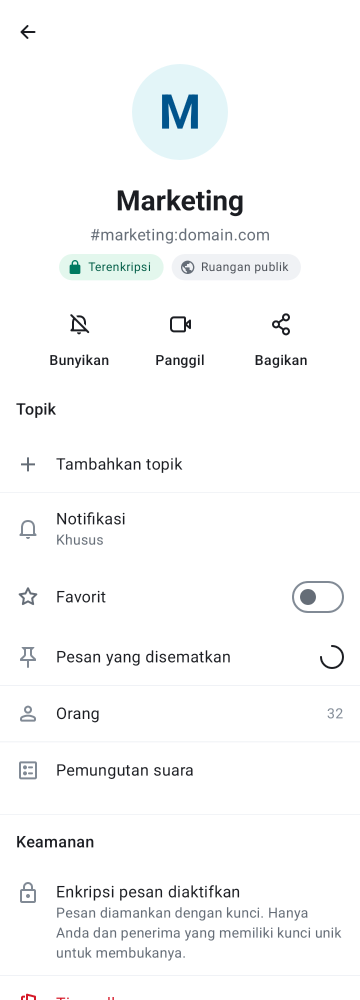 M
Marketing
#marketing:domain.com
Terenkripsi
Ruangan publik
Bunyikan
Panggil
Bagikan
Topik
Tambahkan topik
Notifikasi
Khusus
Favorit
Pesan yang disematkan
Orang
32
Pemungutan suara
Keamanan
Enkripsi pesan diaktifkan
Pesan diamankan dengan kunci. Hanya
Anda dan penerima yang memiliki kunci unik
untuk membukanya.